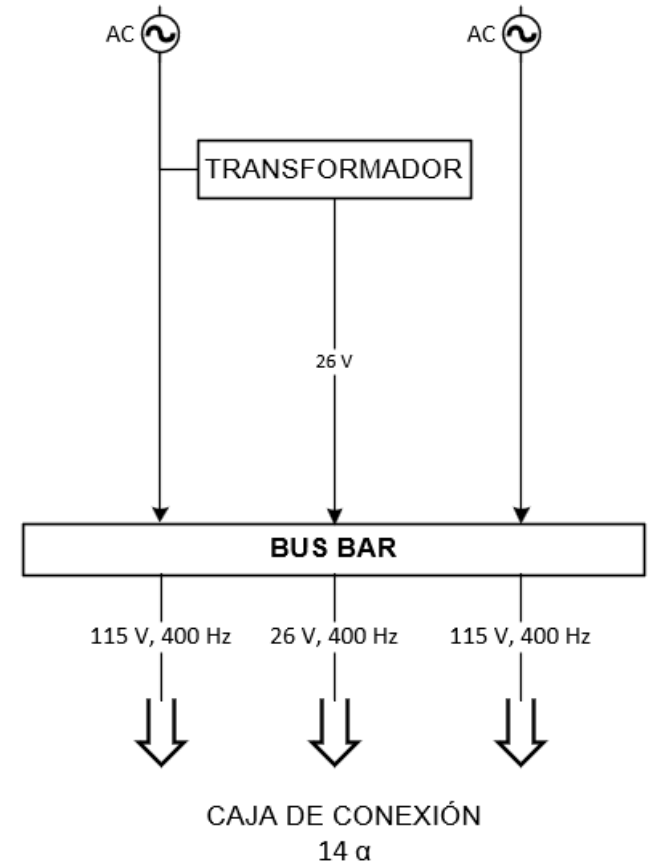 AC
AC
TRANSFORMADOR
26 V
BUS BAR
115 V, 400 Hz
26 V, 400 Hz
115 V, 400 Hz
CAJA DE CONEXIÓN
14 α